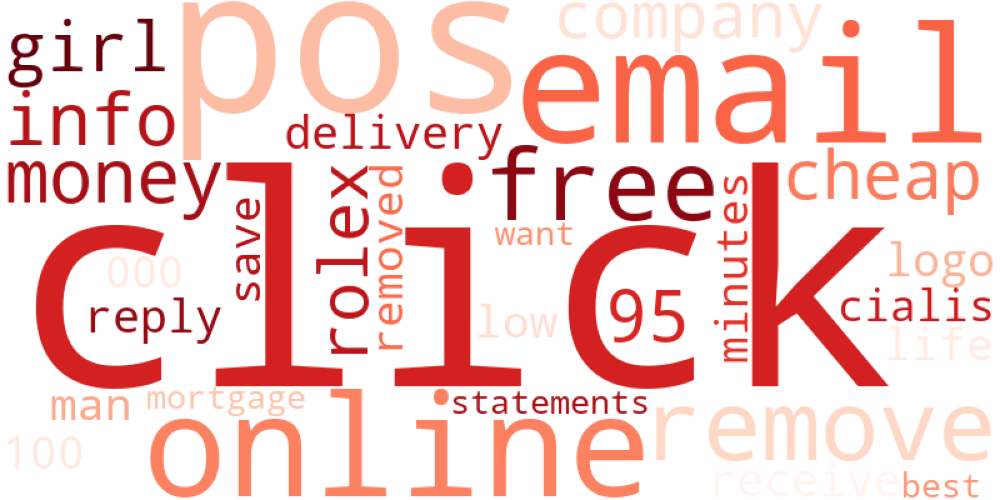 girl
pos
company
email
info
delivery
money
click
free
cheap
save
rolex
removed
want
minutes
logo
000
reply
low
95
cialis
life
man
mortgage
online
statements
remove
100
receive
best